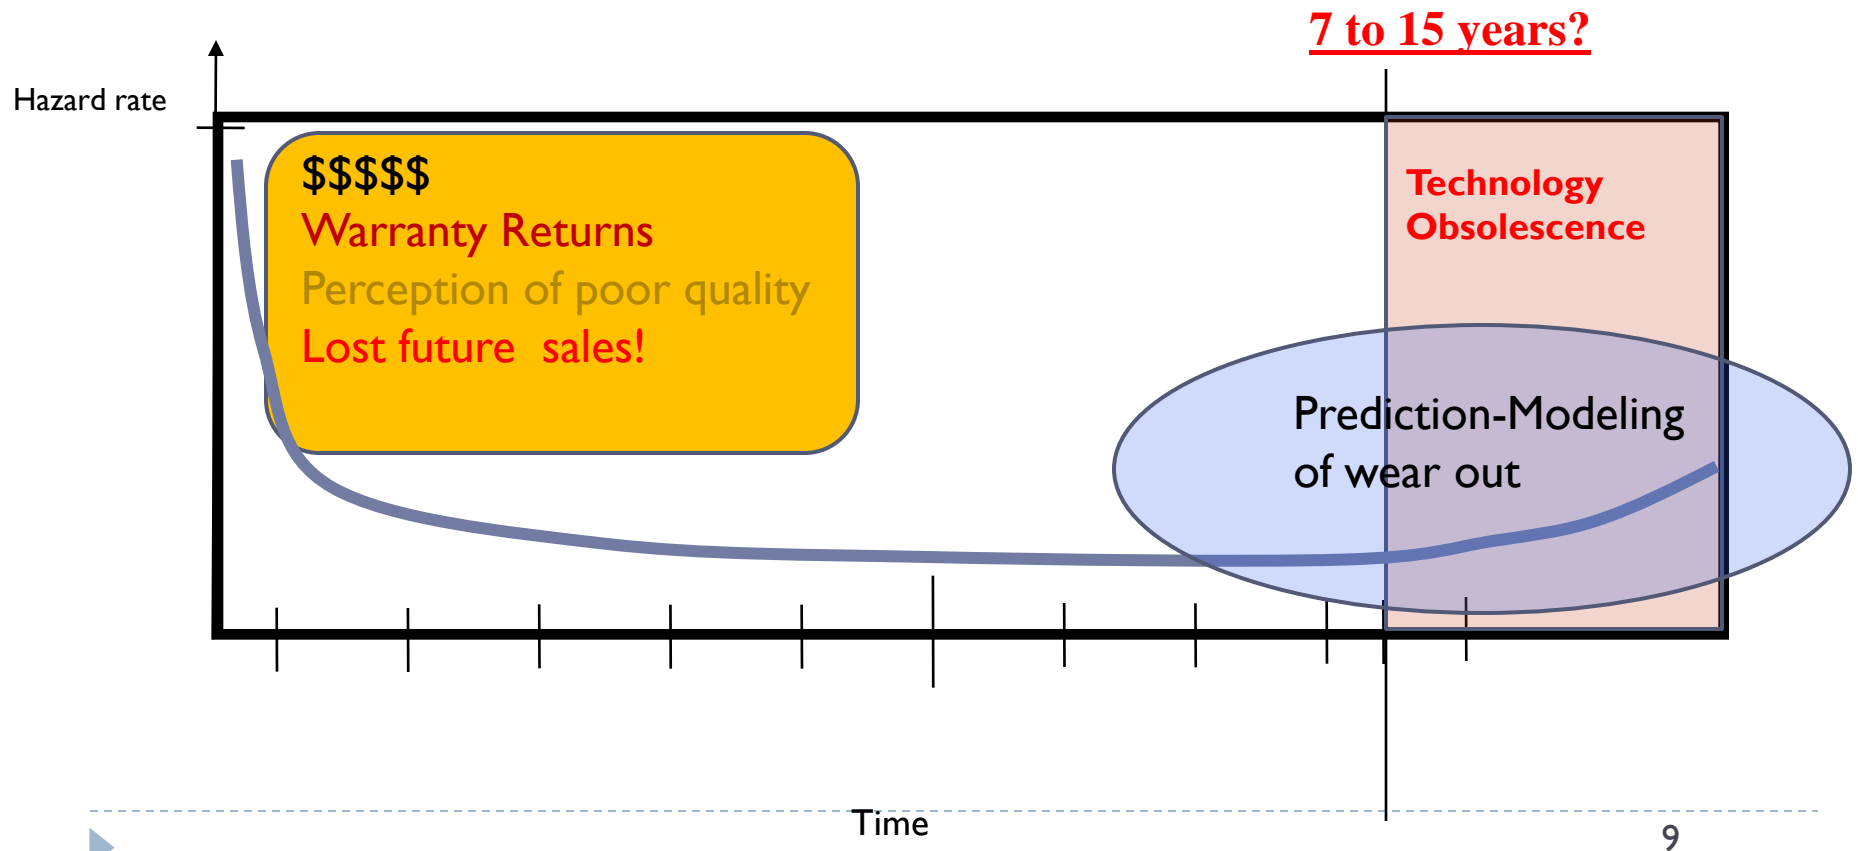 7 to 15 years?
Hazard rate
$$$$$
Warranty Returns
Perception of poor quality
Lost future  sales!
Technology
Obsolescence
Prediction-Modeling
of wear out
Time
9